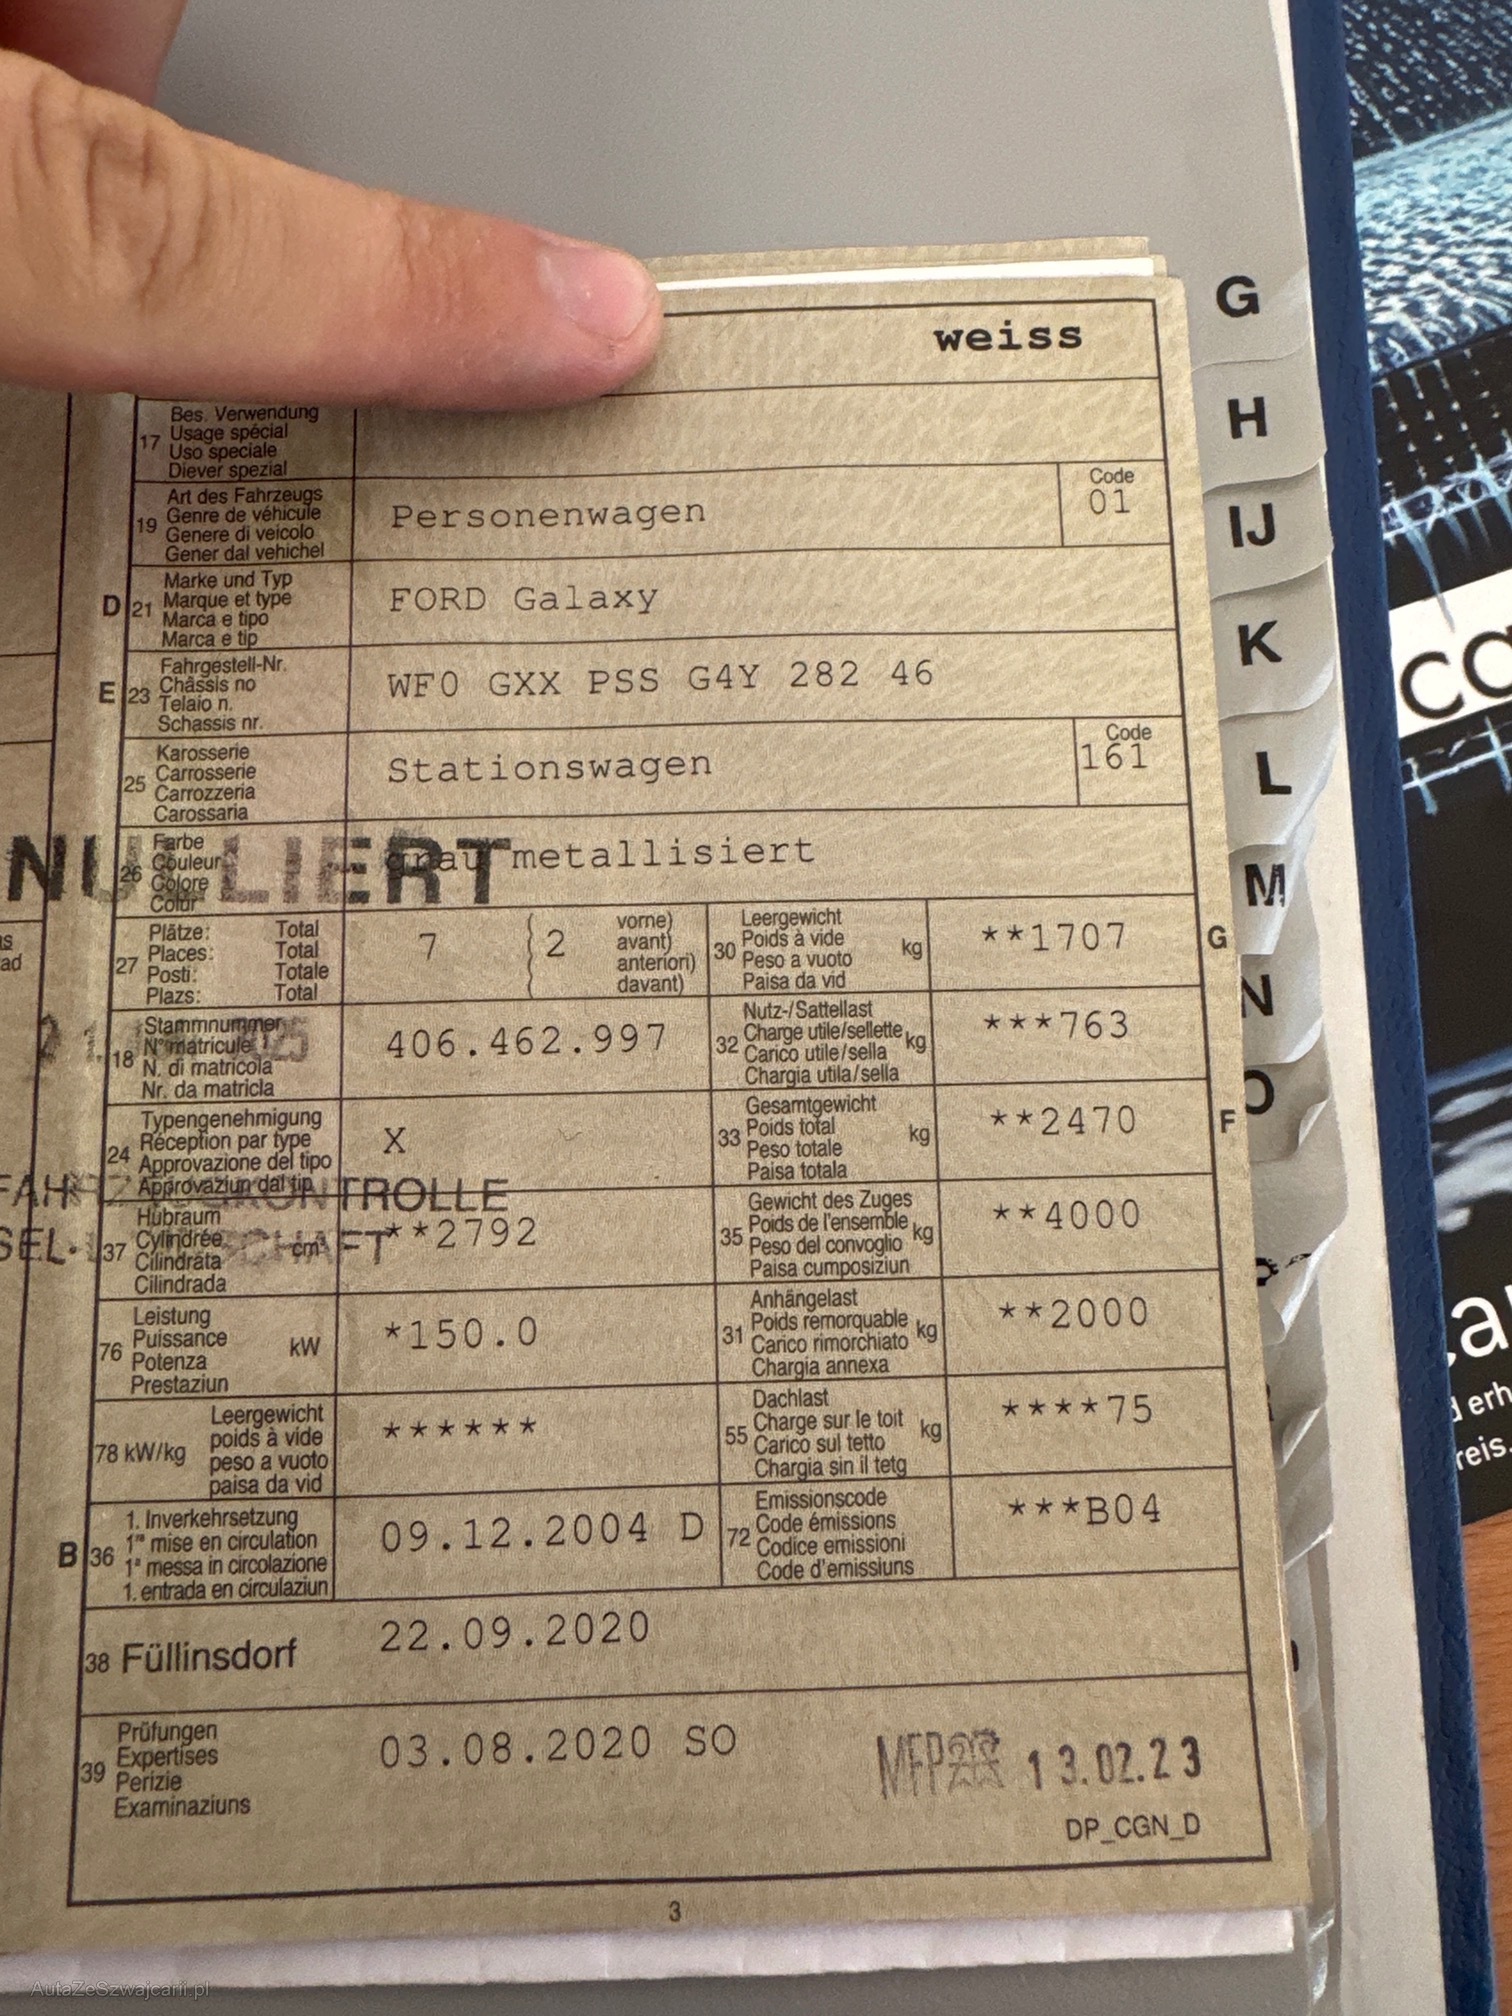 weiss
17
Bes. Verwendung
Usage spécial
Uso speciale
Diever spezial
19
Art des Fahrzeugs
Genre de véhicule
Genere di veicolo
Gener dal vehichel
Personenwagen
Code
01
D 21
Marke und Typ
Marque et type
Marca e tipo
Marca e tip
FORD Galaxy
E 23
Fahrgestell-Nr.
Châssis no
Telaio n.
Schassis nr.
WF0 GXX PSS G4Y 282 46
25
Karosserie
Carrosserie
Carrozzeria
Carossaria
Stationswagen
Code
161
26
Farbe
Couleur
Colore
Colur
grau metallisiert
NULLIERT
27
Plätze: Total
Places: Total
Posti: Totale
Plazs: Total
7
2
vorne)
avant)
anteriori)
davant)
30
Leergewicht
Poids à vide
Peso a vuoto
Paisa da vid
kg
**1707
G
18
Stammnummer
N° matricule
N. di matricola
Nr. da matricla
406.462.997
32
Nutz-/Sattellast
Charge utile/sellette
Carico utile/sella
Chargia utila/sella
kg
***763
24
Typengenehmigung
Réception par type
Approvazione del tipo
Approvaziun dal tip
X
33
Gesamtgewicht
Poids total
Peso totale
Paisa totala
kg
**2470
F
37
Hubraum
Cylindrée
Cilindrata
Cilindrada
cm³
**2792
35
Gewicht des Zuges
Poids de l'ensemble
Peso del convoglio
Paisa cumposiziun
kg
**4000
76
Leistung
Puissance
Potenza
Prestaziun
kW
*150.0
31
Anhängelast
Poids remorquable
Carico rimorchiato
Chargia annexa
kg
**2000
78 kW/kg
Leergewicht
poids à vide
peso a vuoto
paisa da vid
******
55
Dachlast
Charge sur le toit
Carico sul tetto
Chargia sin il tetg
kg
****75
B 36
1. Inverkehrsetzung
1re mise en circulation
1a messa in circolazione
1. entrada en circulaziun
09.12.2004 D
72
Emissionscode
Code émissions
Codice emissioni
Code d'emissiuns
***B04
38 Füllinsdorf
22.09.2020
39
Prüfungen
Expertises
Perizie
Examinaziuns
03.08.2020 SO
MFP
13.02.23
DP_CGN_D
3
G
H
IJ
K
L
M
N
O
erh
reis.
AutaZeSzwajcarii.pl